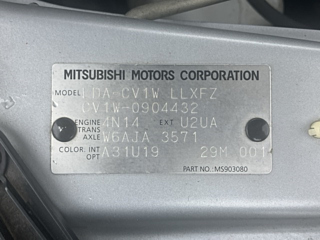 MITSUBISHI MOTORS CORPORATION
MODEL LDA-CV1W LLXFZ
CV1W-0904432
ENGINE 4N14 EXT U2UA
TRANS AXLE W6AJA 3571
COLOR, INT OPT A31U19 29M 001
PART NO. MS903080